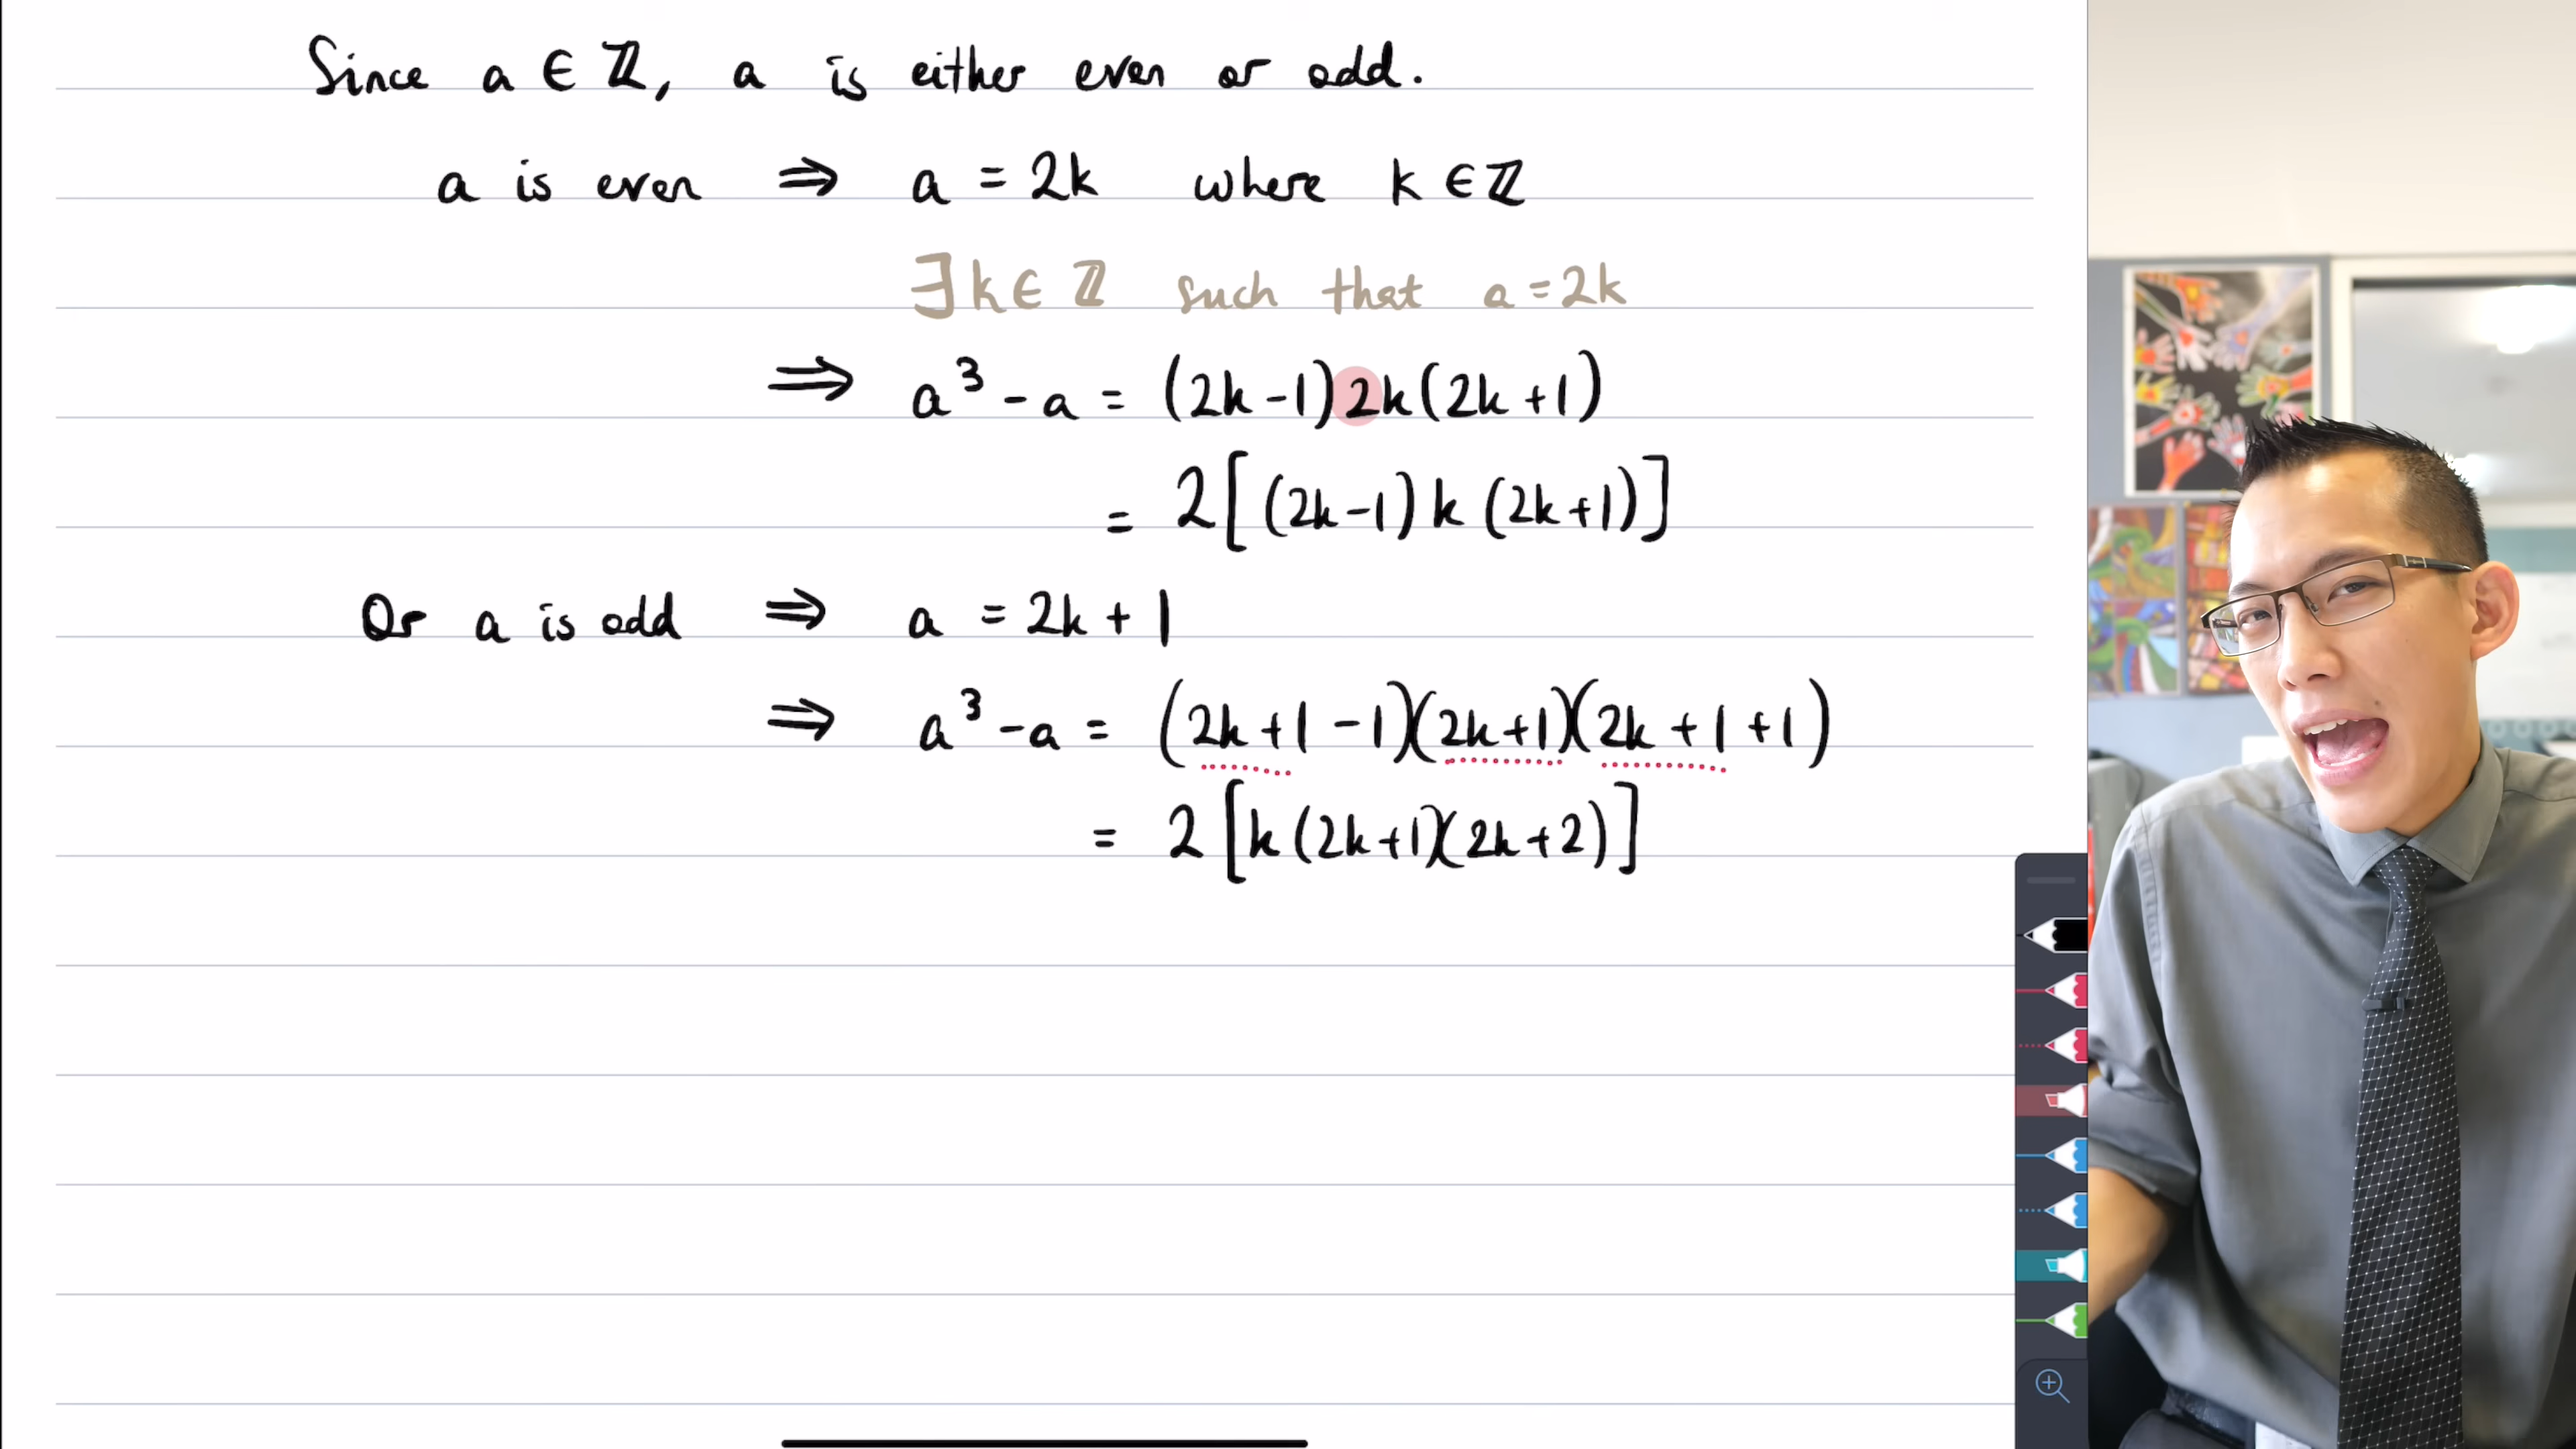 Since a ∈ ℤ, a is either even or odd.
a is even ⇒ a = 2k where k ∈ ℤ
∃ k ∈ ℤ such that a = 2k
⇒ a³ - a = (2k - 1) 2k (2k + 1)
= 2 [ (2k - 1) k (2k + 1) ]
Or a is odd ⇒ a = 2k + 1
⇒ a³ - a = (2k + 1 - 1)(2k + 1)(2k + 1 + 1)
= 2 [ k (2k + 1)(2k + 2) ]